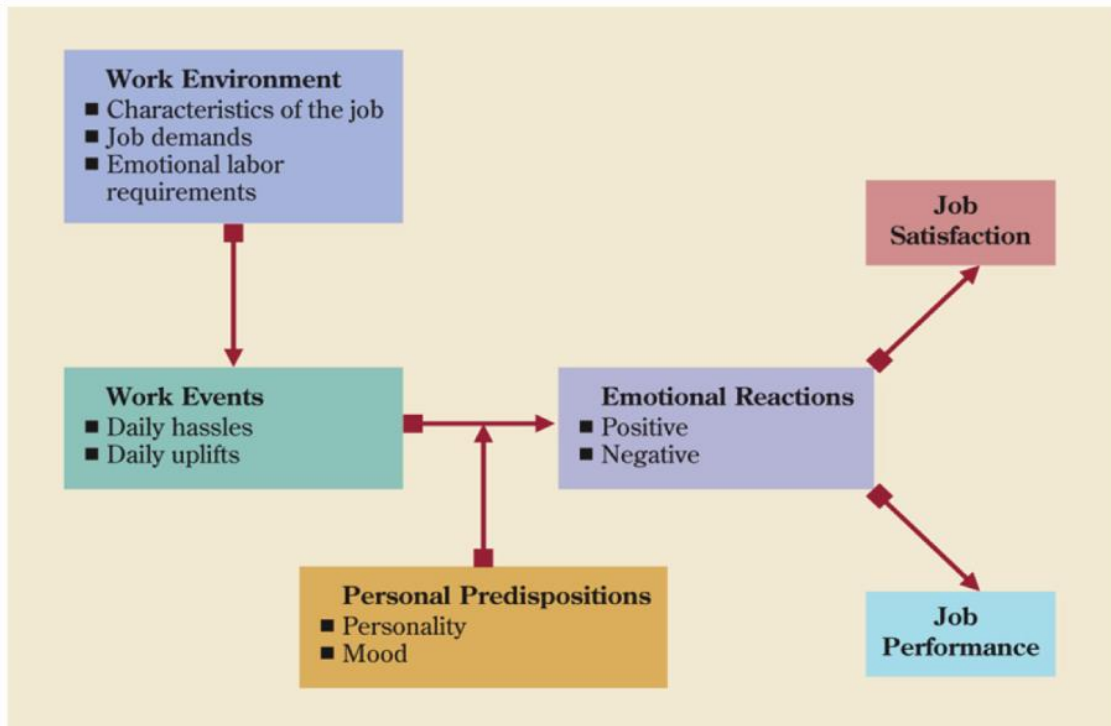 Work Environment
■ Characteristics of the job
■ Job demands
■ Emotional labor
requirements
Job
Satisfaction
Work Events
■ Daily hassles
■ Daily uplifts
Emotional Reactions
■ Positive
■ Negative
Personal Predispositions
■ Personality
■ Mood
Job
Performance